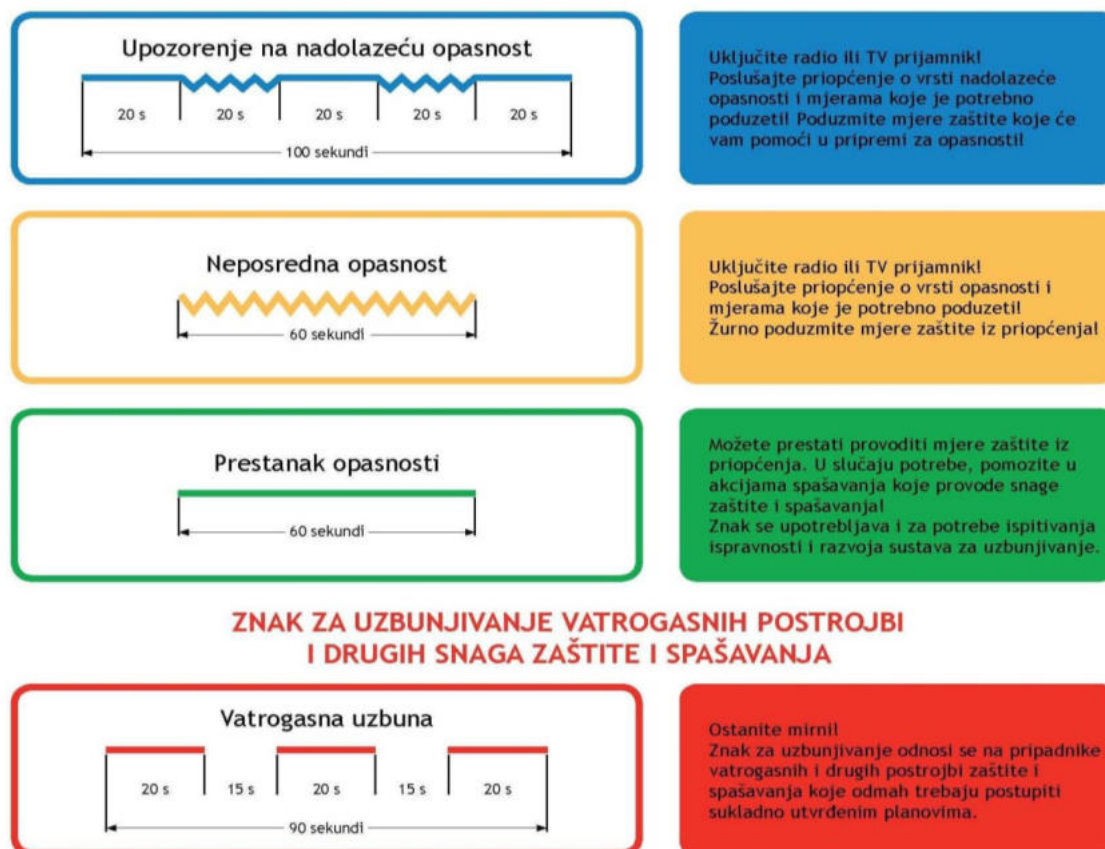 Upozorenje na nadolazeću opasnost
20 s 20 s 20 s 20 s 20 s
100 sekundi
Uključite radio ili TV prijamnik!
Poslušajte priopćenje o vrsti nadolazeće
opasnosti i mjerama koje je potrebno
poduzeti! Poduzmite mjere zaštite koje će
vam pomoći u pripremi za opasnosti!
Neposredna opasnost
60 sekundi
Uključite radio ili TV prijamnik!
Poslušajte priopćenje o vrsti opasnosti i
mjerama koje je potrebno poduzeti!
Žurno poduzmite mjere zaštite iz priopćenja!
Prestanak opasnosti
60 sekundi
Možete prestati provoditi mjere zaštite iz
priopćenja. U slučaju potrebe, pomozite u
akcijama spašavanja koje provode snage
zaštite i spašavanja!
Znak se upotrebljava i za potrebe ispitivanja
ispravnosti i razvoja sustava za uzbunjivanje.
ZNAK ZA UZBUNJIVANJE VATROGASNIH POSTROJBI
I DRUGIH SNAGA ZAŠTITE I SPAŠAVANJA
Vatrogasna uzbuna
20 s 15 s 20 s 15 s 20 s
90 sekundi
Ostanite mirni!
Znak za uzbunjivanje odnosi se na pripadnike
vatrogasnih i drugih postrojbi zaštite i
spašavanja koje odmah trebaju postupiti
sukladno utvrđenim planovima.